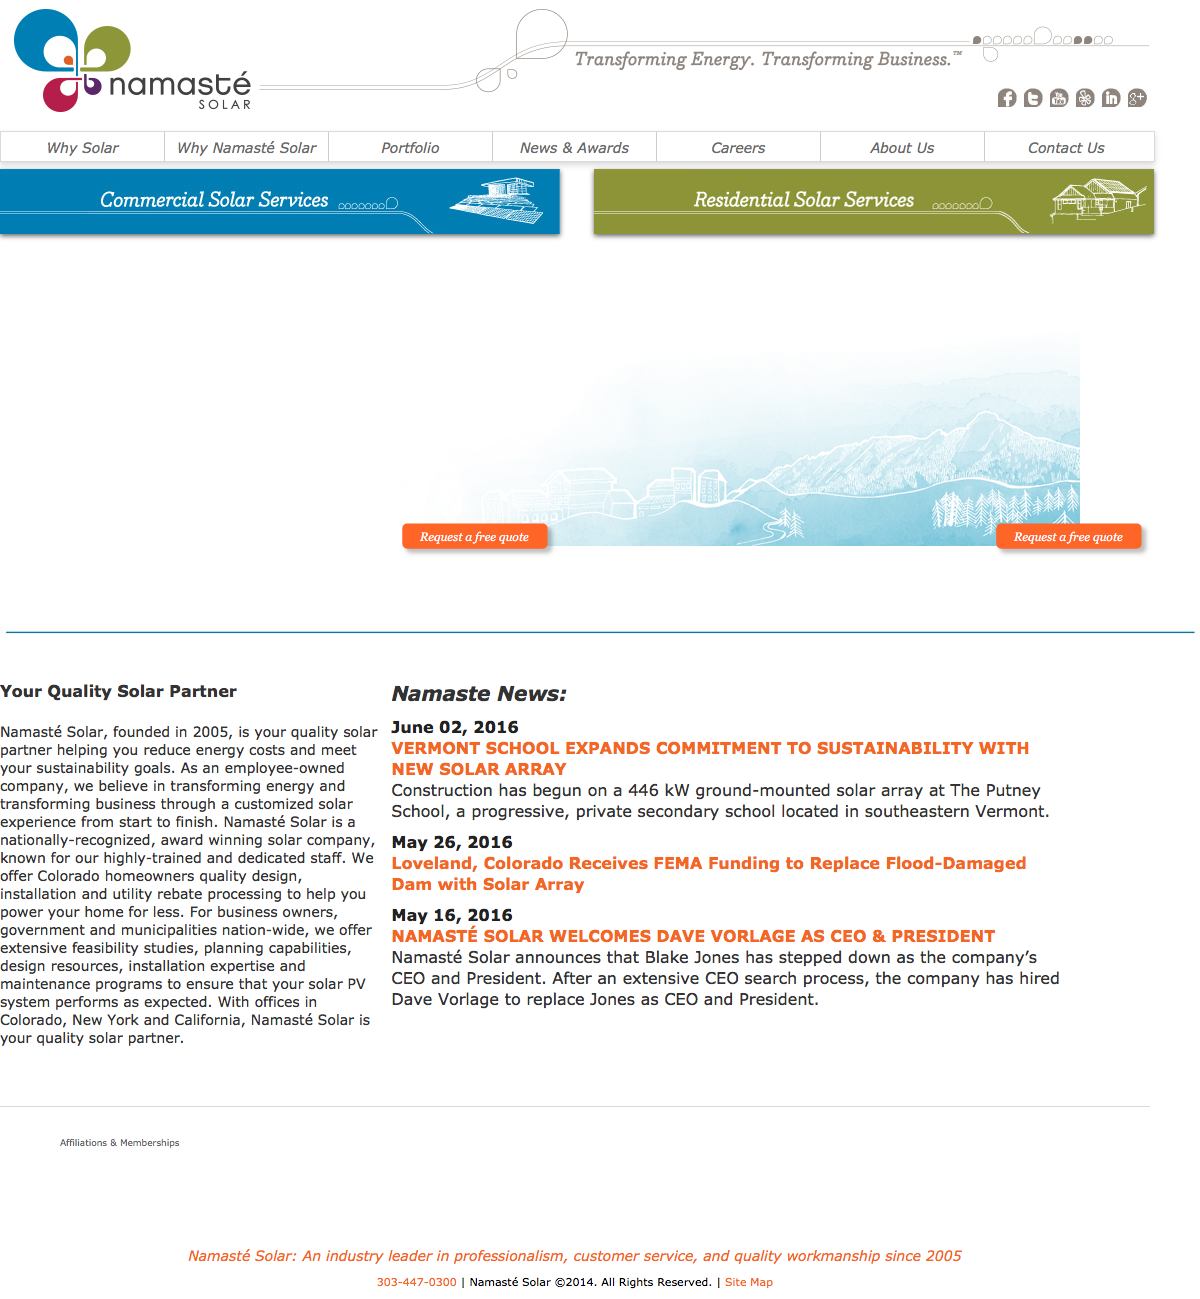 namasté
SOLAR
Transforming Energy. Transforming Business.™
Why Solar
Why Namasté Solar
Portfolio
News & Awards
Careers
About Us
Contact Us
Commercial Solar Services
Residential Solar Services
Request a free quote
Request a free quote
Your Quality Solar Partner
Namasté Solar, founded in 2005, is your quality solar
partner helping you reduce energy costs and meet
your sustainability goals. As an employee-owned
company, we believe in transforming energy and
transforming business through a customized solar
experience from start to finish. Namasté Solar is a
nationally-recognized, award winning solar company,
known for our highly-trained and dedicated staff. We
offer Colorado homeowners quality design,
installation and utility rebate processing to help you
power your home for less. For business owners,
government and municipalities nation-wide, we offer
extensive feasibility studies, planning capabilities,
design resources, installation expertise and
maintenance programs to ensure that your solar PV
system performs as expected. With offices in
Colorado, New York and California, Namasté Solar is
your quality solar partner.
Namaste News:
June 02, 2016
VERMONT SCHOOL EXPANDS COMMITMENT TO SUSTAINABILITY WITH
NEW SOLAR ARRAY
Construction has begun on a 446 kW ground-mounted solar array at The Putney
School, a progressive, private secondary school located in southeastern Vermont.
May 26, 2016
Loveland, Colorado Receives FEMA Funding to Replace Flood-Damaged
Dam with Solar Array
May 16, 2016
NAMASTÉ SOLAR WELCOMES DAVE VORLAGE AS CEO & PRESIDENT
Namasté Solar announces that Blake Jones has stepped down as the company’s
CEO and President. After an extensive CEO search process, the company has hired
Dave Vorlage to replace Jones as CEO and President.
Affiliations & Memberships
Namasté Solar: An industry leader in professionalism, customer service, and quality workmanship since 2005
303-447-0300 | Namasté Solar ©2014. All Rights Reserved. | Site Map